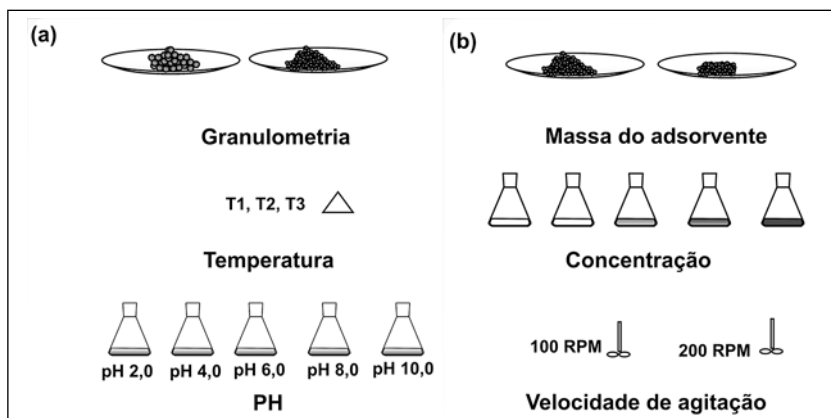 (a)
Granulometria
T1, T2, T3
Temperatura
pH 2,0 pH 4,0 pH 6,0 pH 8,0 pH 10,0
PH
(b)
Massa do adsorvente
Concentração
100 RPM 200 RPM
Velocidade de agitação